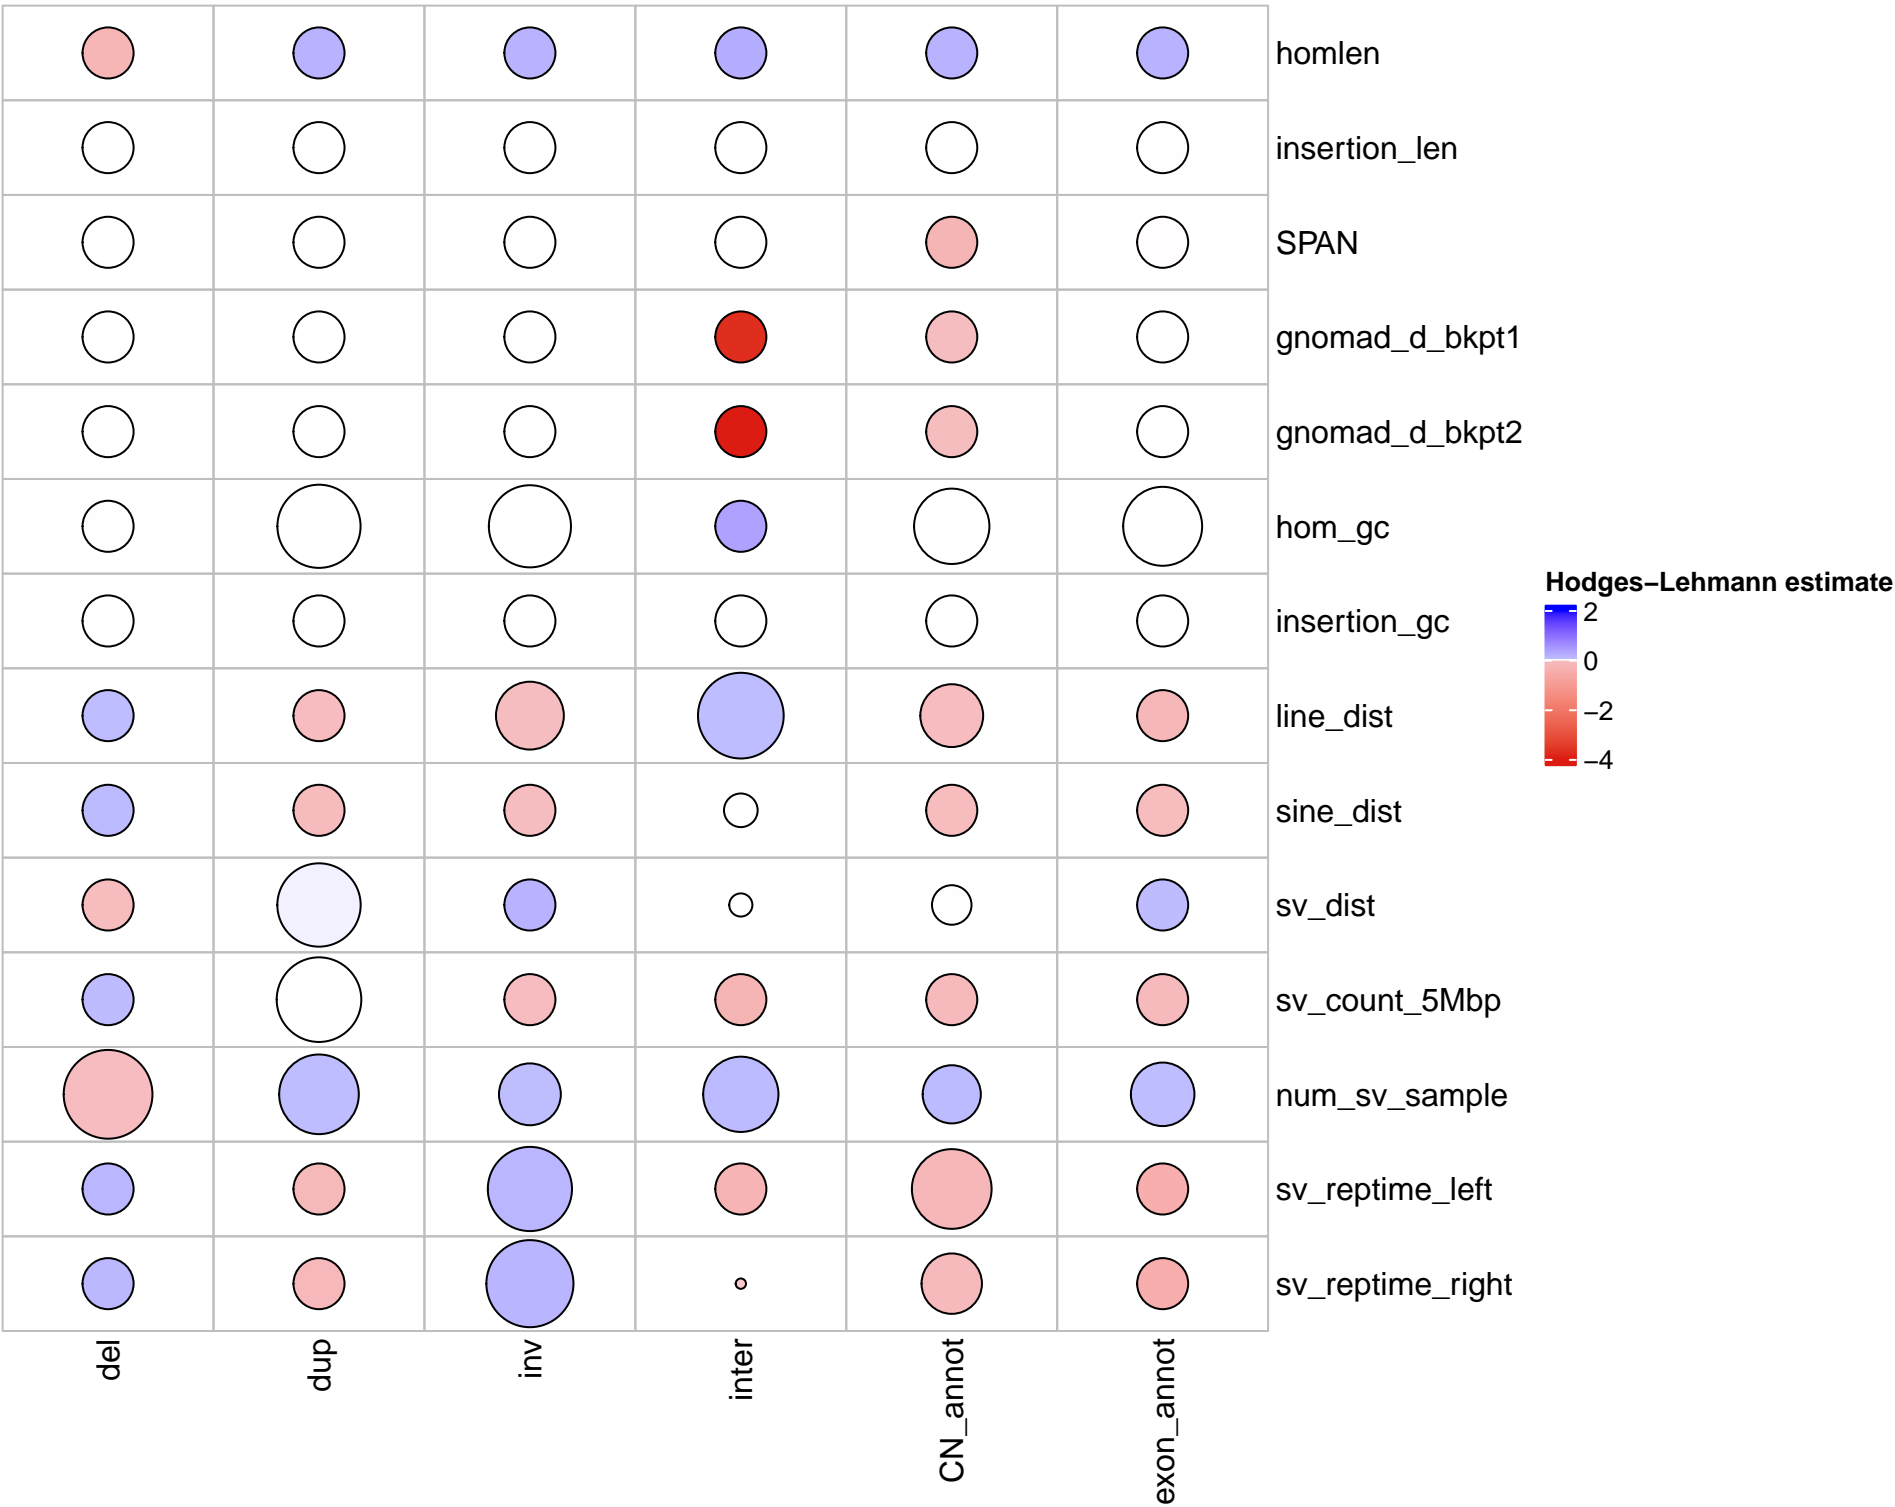 homlen
insertion_len
SPAN
gnomad_d_bkpt1
gnomad_d_bkpt2
hom_gc
insertion_gc
line_dist
sine_dist
sv_dist
sv_count_5Mbp
num_sv_sample
sv_reptime_left
sv_reptime_right
Hodges−Lehmann estimate
2
0
−2
−4
del
dup
inv
inter
CN_annot
exon_annot